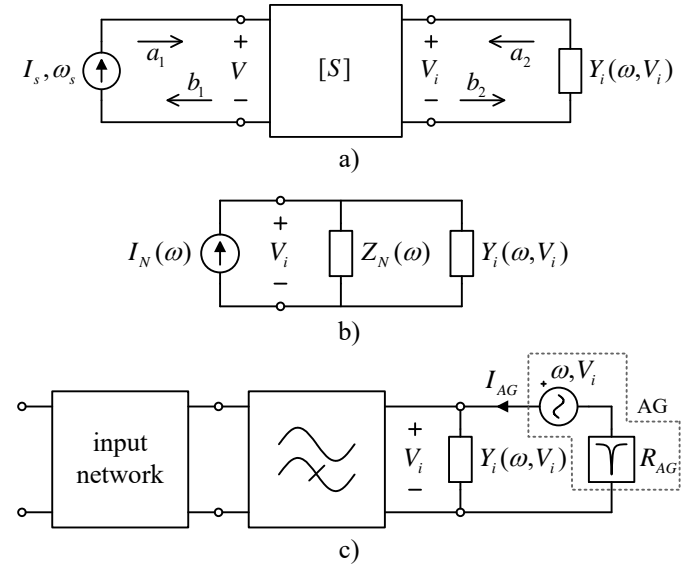 I_s, ω_s
a_1
b_1
+
V
−
[S]
+
V_i
−
a_2
b_2
Y_i(ω,V_i)
a)
I_N(ω)
+
V_i
−
Z_N(ω)
Y_i(ω,V_i)
b)
input
network
+
V_i
−
Y_i(ω,V_i)
I_AG
+
ω,V_i
AG
R_AG
c)